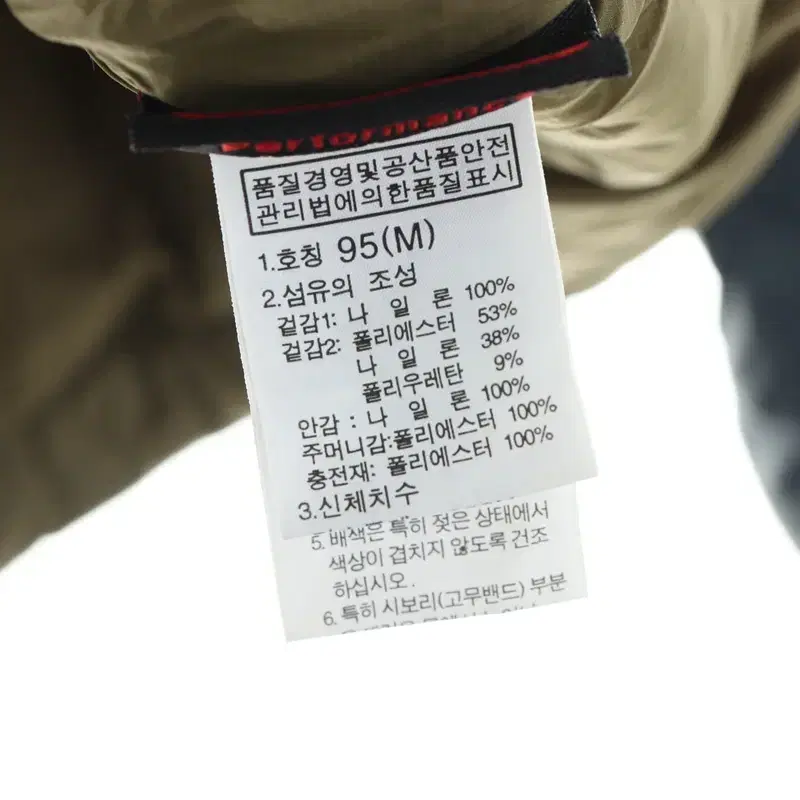 Performance
품질경영및공산품안전
관리법에의한품질표시
1.호칭 95(M)
2.섬유의 조성
겉감1: 나 일 론 100%
겉감2: 폴리에스터 53%
나 일 론 38%
폴리우레탄 9%
안감 : 나 일 론 100%
주머니감:폴리에스터 100%
충전재: 폴리에스터 100%
3.신체치수
5. 배색은 특히 젖은 상태에서
색상이 겹치지 않도록 건조
하십시오.
6. 특히 시보리(고무밴드) 부분